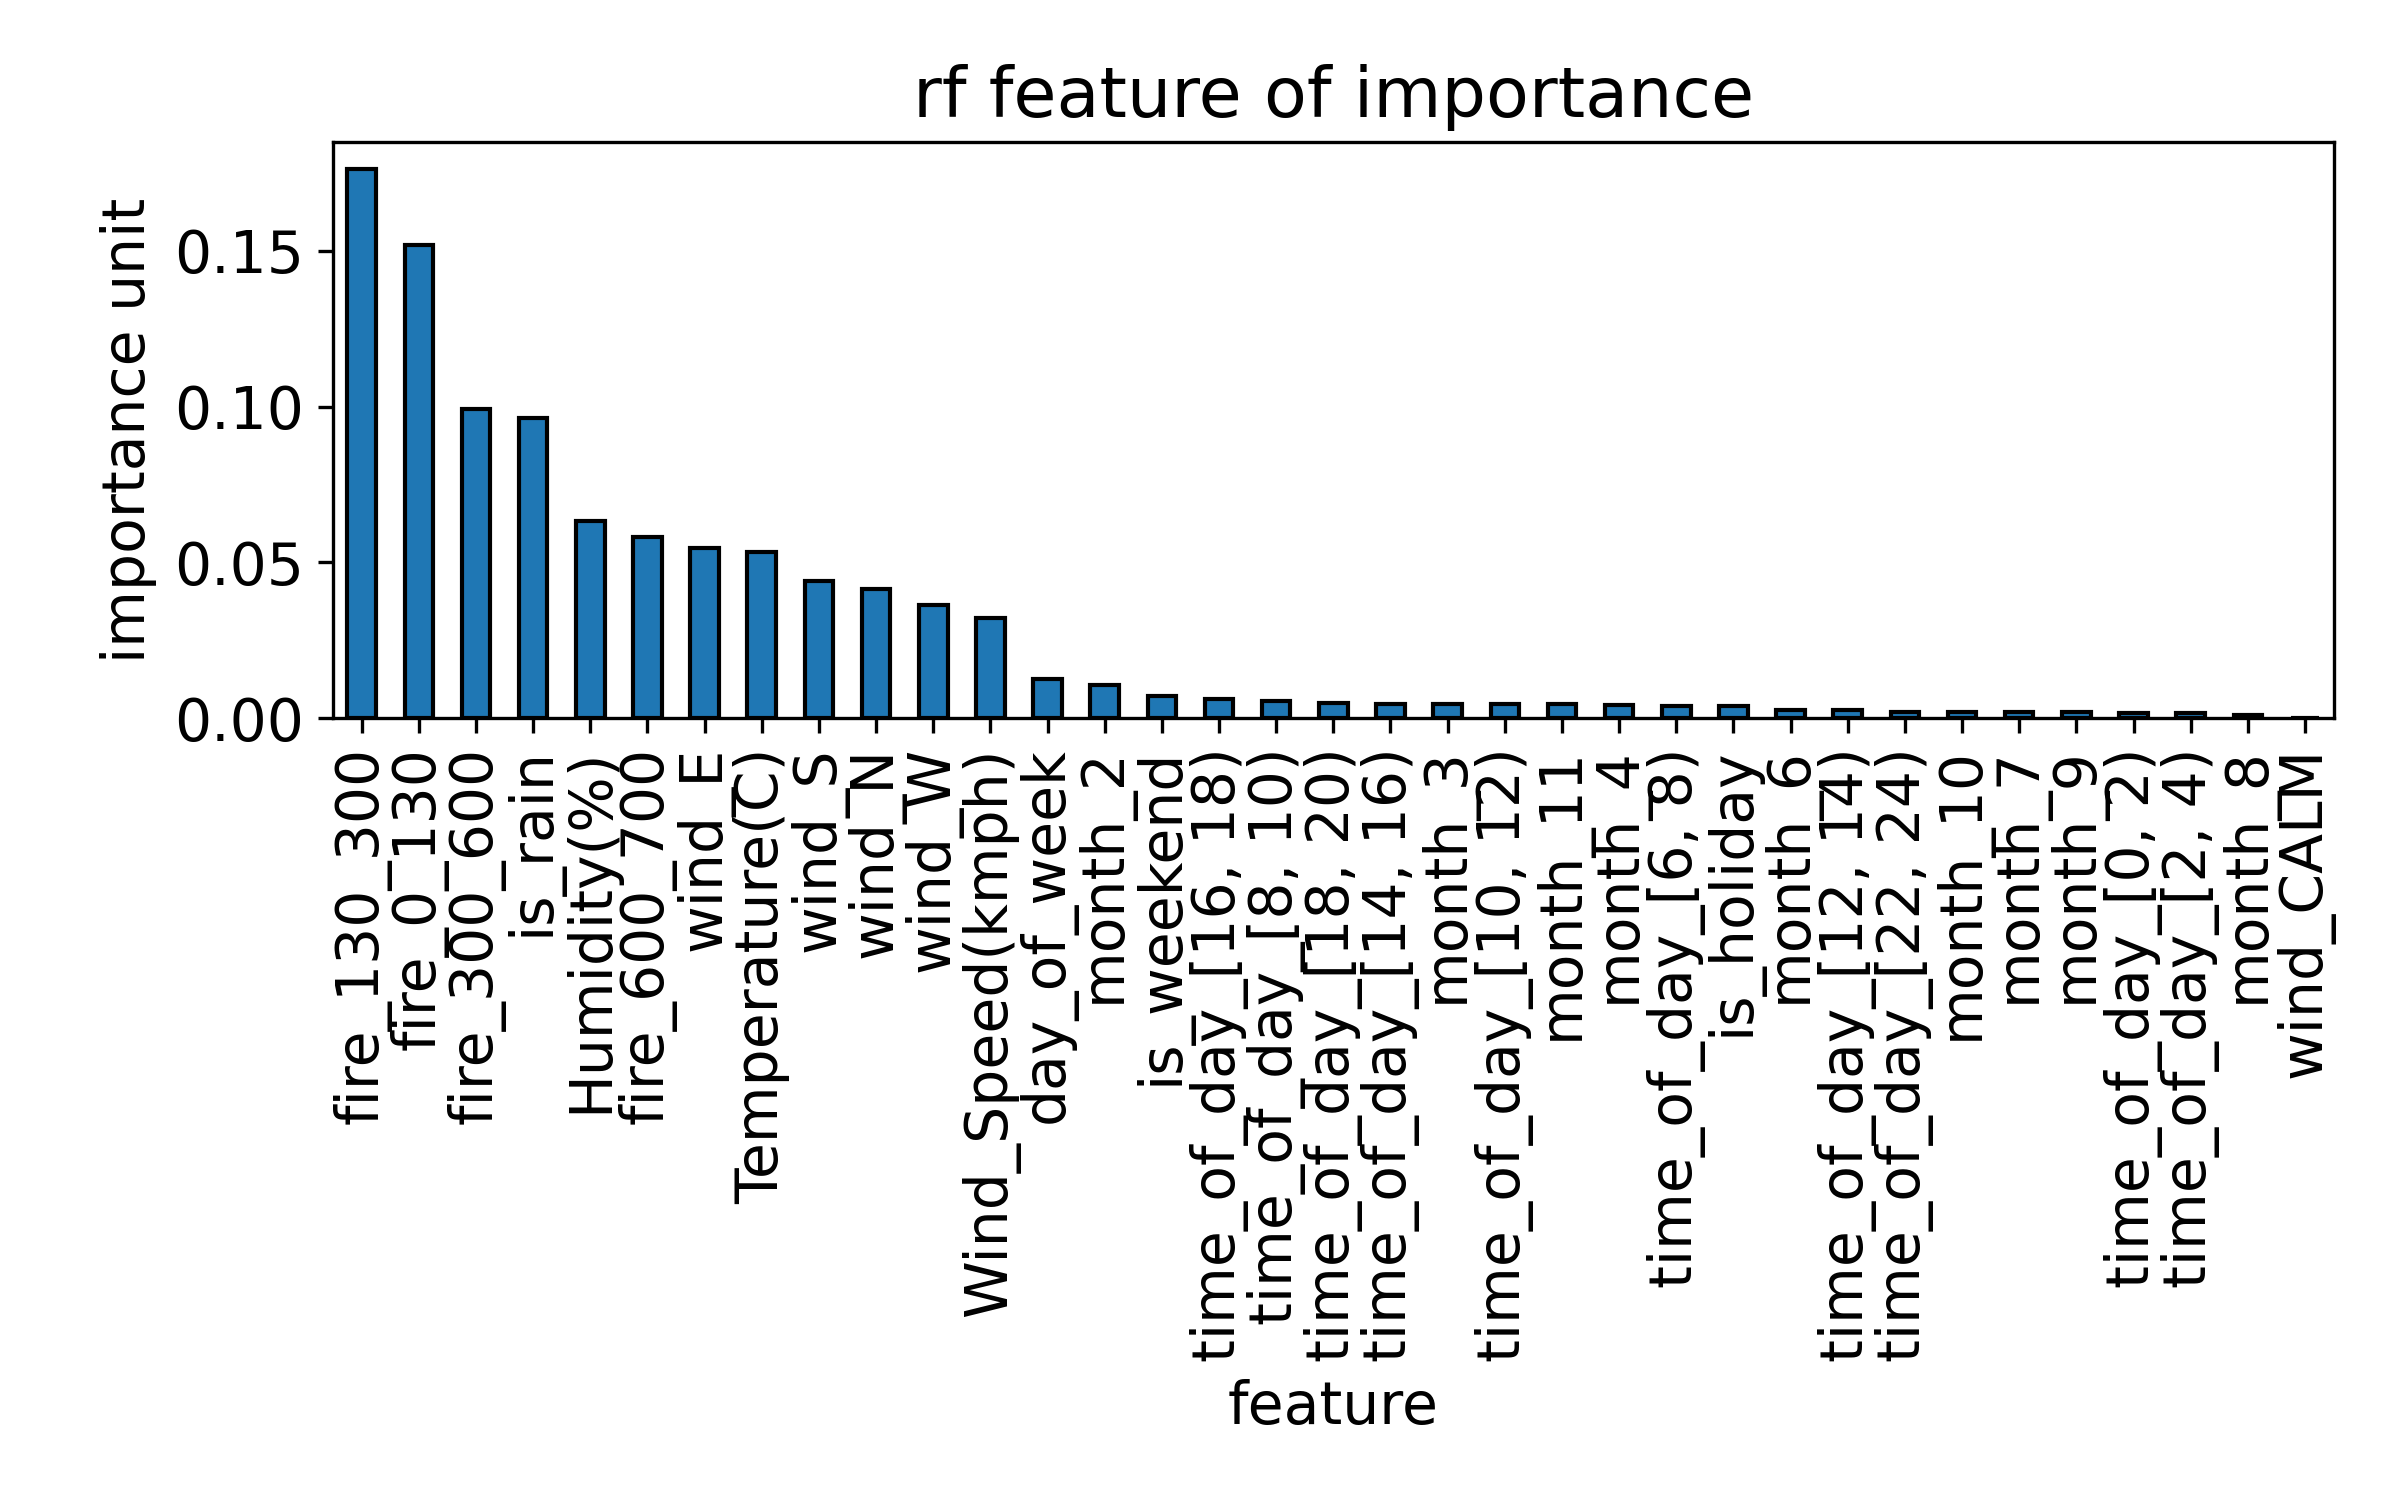 rf feature of importance
importance unit
0.15
0.10
0.05
0.00
fire_130_300
fire_0_130
fire_300_600
is_rain
Humidity(%)
fire_600_700
wind_E
Temperature(C)
wind_S
wind_N
wind_W
Wind_Speed(kmph)
day_of_week
month_2
is_weekend
time_of_day_[16, 18)
time_of_day_[8, 10)
time_of_day_[18, 20)
time_of_day_[14, 16)
month_3
time_of_day_[10, 12)
month_11
month_4
time_of_day_[6, 8)
is_holiday
month_6
time_of_day_[12, 14)
time_of_day_[22, 24)
month_10
month_7
month_9
time_of_day_[0, 2)
time_of_day_[2, 4)
month_8
wind_CALM
feature